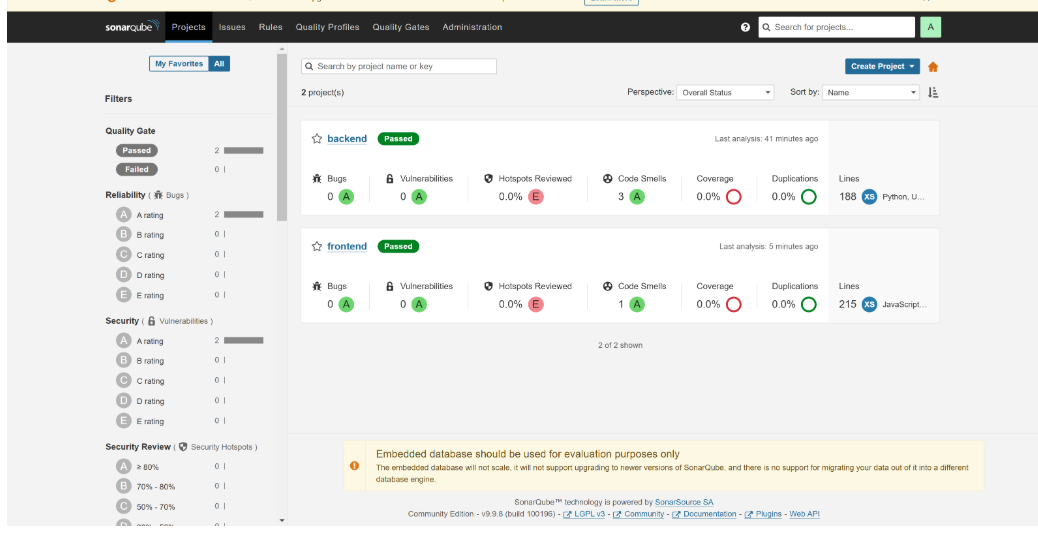 sonarqube Projects Issues Rules Quality Profiles Quality Gates Administration ? Search for projects... A
My Favorites All
Search by project name or key
Create Project
Filters
2 project(s)
Perspective: Overall Status
Sort by: Name
Quality Gate
Passed 2
Failed 0
Reliability ( Bugs )
A A rating 2
B B rating 0
C C rating 0
D D rating 0
E E rating 0
Security ( Vulnerabilities )
A A rating 2
B B rating 0
C C rating 0
D D rating 0
E E rating 0
Security Review ( Security Hotspots )
A ≥ 80% 0
B 70% - 80% 0
C 50% - 70% 0
backend Passed Last analysis: 41 minutes ago
Bugs Vulnerabilities Hotspots Reviewed Code Smells Coverage Duplications Lines
0 A 0 A 0.0% E 3 A 0.0% 0.0% 188 XS Python, U...
frontend Passed Last analysis: 5 minutes ago
Bugs Vulnerabilities Hotspots Reviewed Code Smells Coverage Duplications Lines
0 A 0 A 0.0% E 1 A 0.0% 0.0% 215 XS JavaScript...
2 of 2 shown
Embedded database should be used for evaluation purposes only
The embedded database will not scale, it will not support upgrading to newer versions of SonarQube, and there is no support for migrating your data out of it into a different
database engine.
SonarQube™ technology is powered by SonarSource SA
Community Edition - v9.9.8 (build 100196) - LGPL v3 - Community - Documentation - Plugins - Web API